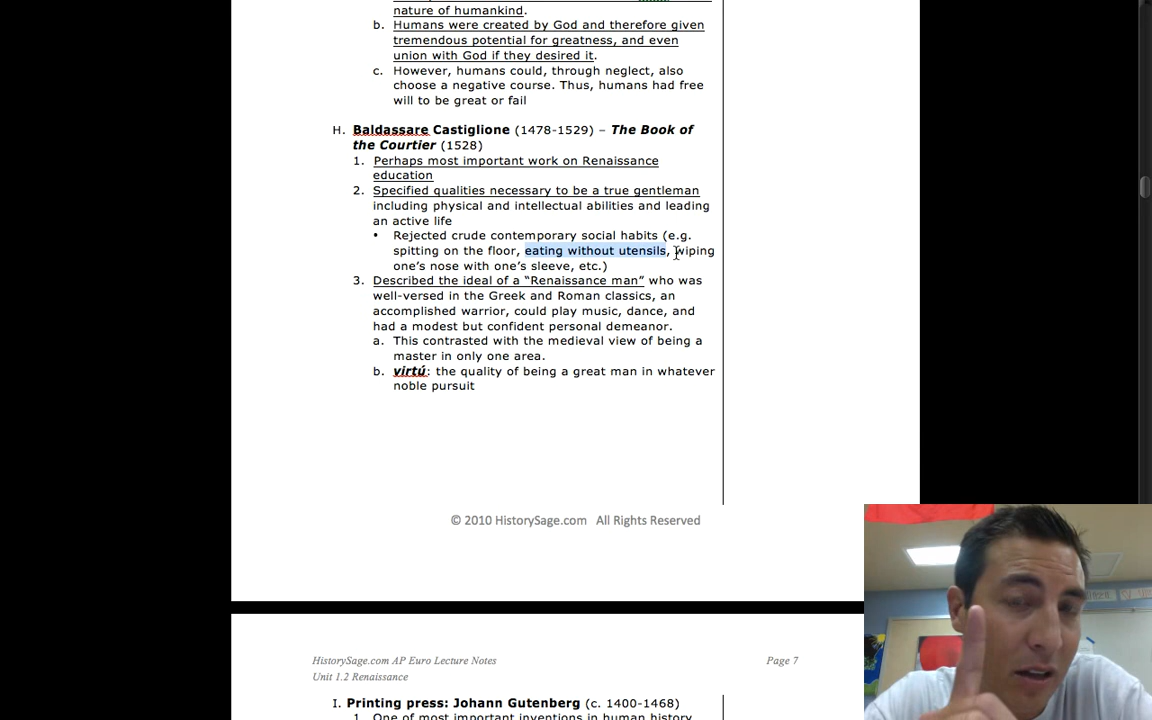 nature of humankind.
b. Humans were created by God and therefore given
tremendous potential for greatness, and even
union with God if they desired it.
c. However, humans could, through neglect, also
choose a negative course. Thus, humans had free
will to be great or fail
H. Baldassare Castiglione (1478-1529) – The Book of
the Courtier (1528)
1. Perhaps most important work on Renaissance
education
2. Specified qualities necessary to be a true gentleman
including physical and intellectual abilities and leading
an active life
• Rejected crude contemporary social habits (e.g.
spitting on the floor, eating without utensils, wiping
one’s nose with one’s sleeve, etc.)
3. Described the ideal of a “Renaissance man” who was
well-versed in the Greek and Roman classics, an
accomplished warrior, could play music, dance, and
had a modest but confident personal demeanor.
a. This contrasted with the medieval view of being a
master in only one area.
b. virtú: the quality of being a great man in whatever
noble pursuit
© 2010 HistorySage.com All Rights Reserved
HistorySage.com AP Euro Lecture Notes Page 7
Unit 1.2 Renaissance
I. Printing press: Johann Gutenberg (c. 1400-1468)
1. One of most important inventions in human history